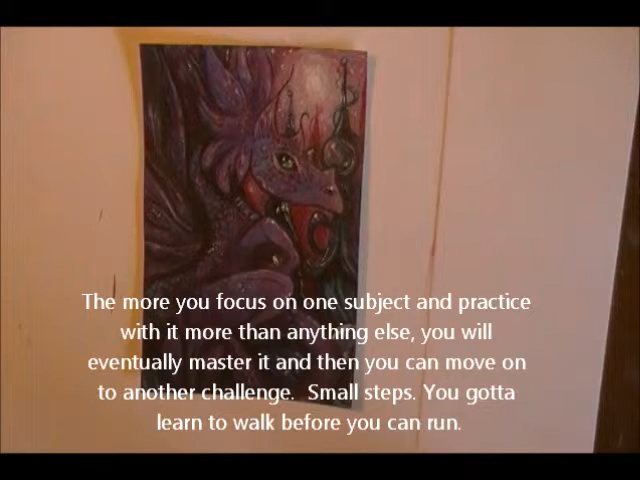 The more you focus on one subject and practice
with it more than anything else, you will
eventually master it and then you can move on
to another challenge.  Small steps. You gotta
learn to walk before you can run.